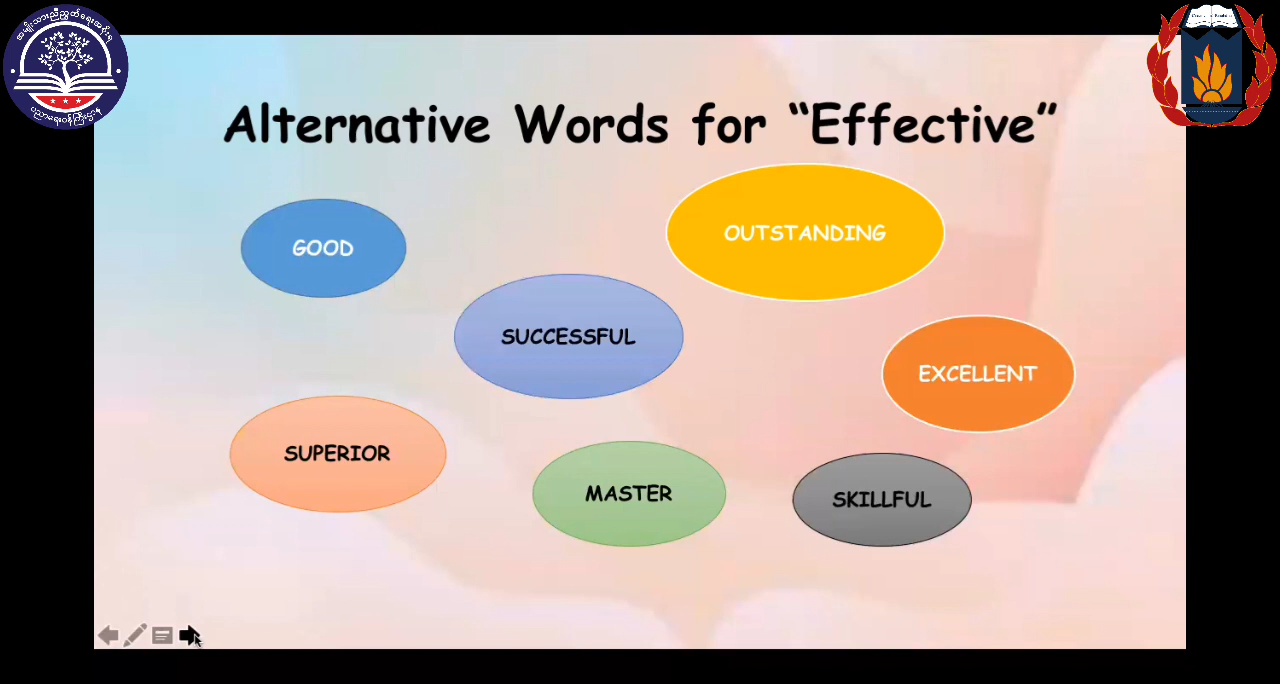 Alternative Words for “Effective”
GOOD
OUTSTANDING
SUCCESSFUL
EXCELLENT
SUPERIOR
MASTER
SKILLFUL